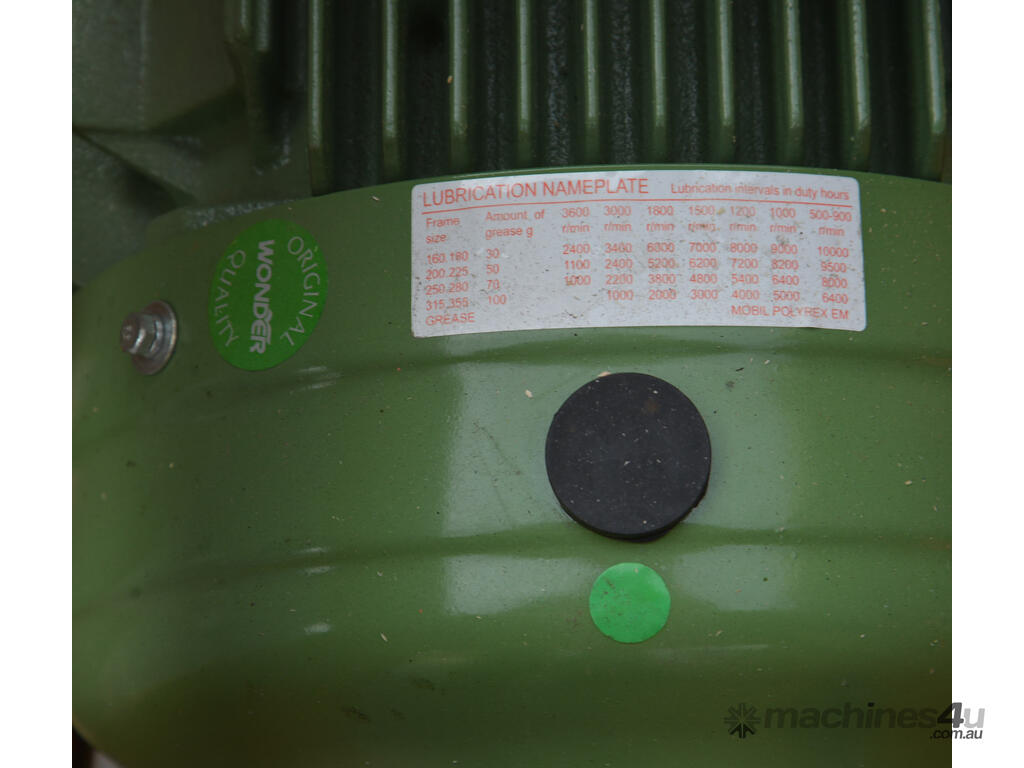 LUBRICATION NAMEPLATE Lubrication intervals in duty hours
Frame size Amount of grease g 3600 r/min 3000 r/min 1800 r/min 1500 r/min 1200 r/min 1000 r/min 500-900 r/min
160.180 30 2400 3400 6800 7000 8000 9000 10000
200.225 50 1100 2400 5200 6200 7200 8200 9500
250.280 70 1000 2200 3800 4800 5400 6400 8000
315.355 100 1000 2000 3000 4000 5000 6400
GREASE MOBIL POLYREX EM
ORIGINAL
WONDER
QUALITY
machines4u
.com.au